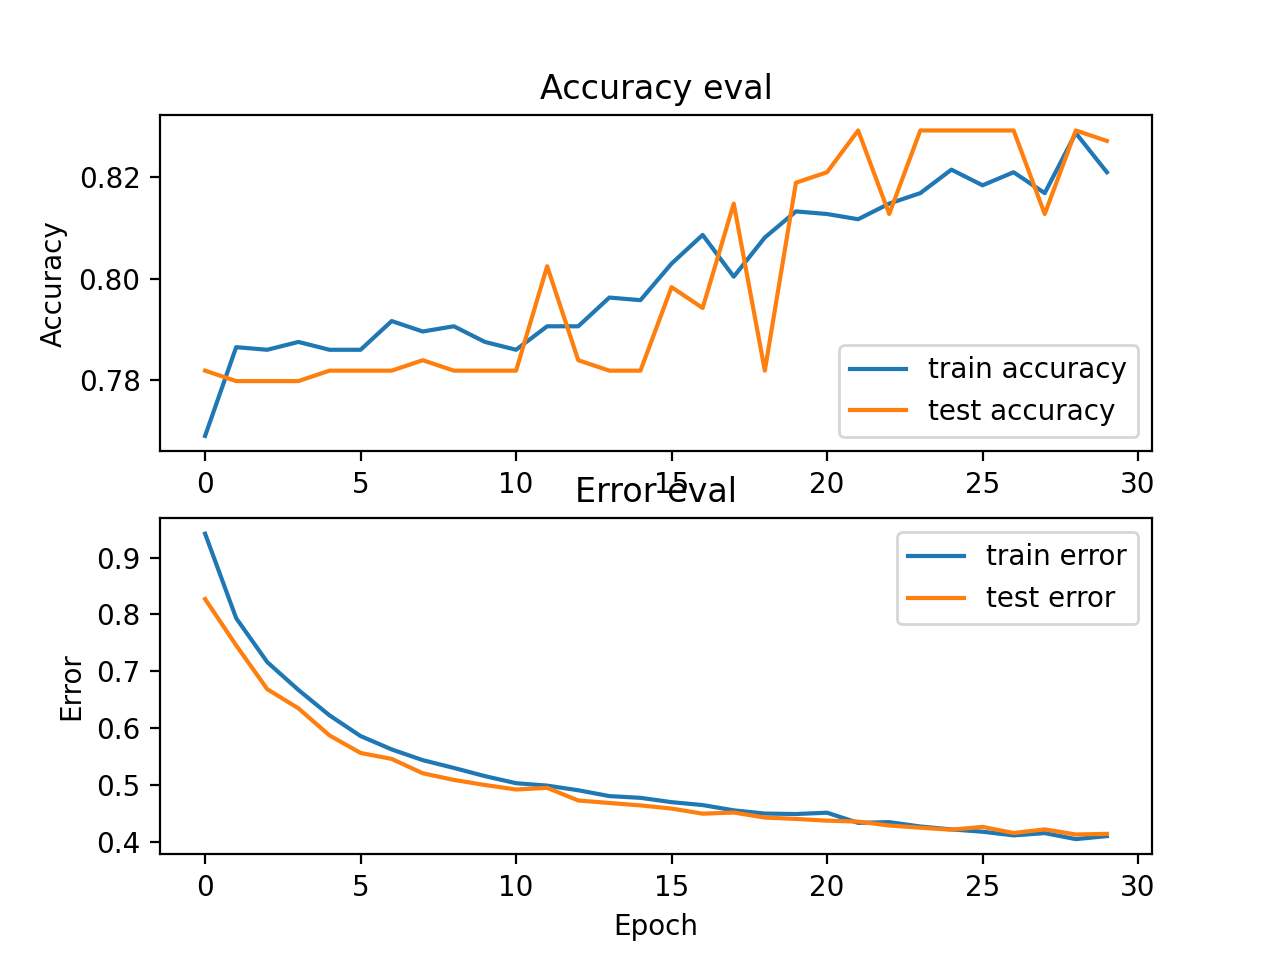 Accuracy eval
Accuracy
0.82
0.80
0.78
train accuracy
test accuracy
0 5 10 15 20 25 30
Error eval
Error
0.9
0.8
0.7
0.6
0.5
0.4
train error
test error
0 5 10 15 20 25 30
Epoch